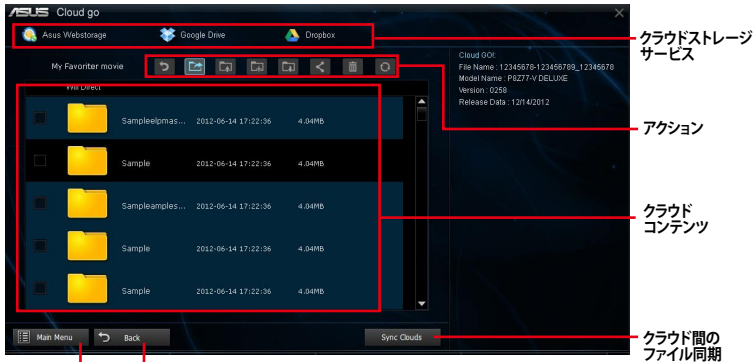 ASUS Cloud go
Asus Webstorage
Google Drive
Dropbox
クラウドストレージ
サービス
My Favoriter movie
Cloud GO!:
File Name : 12345678-123456789_12345678
Model Name : P8Z77-V DELUXE
Version : 0258
Release Data : 12/14/2012
アクション
Will Direct
Sampleelpmas... 2012-06-14 17:22:36 4.04MB
Sample 2012-06-14 17:22:36 4.04MB
Sampleamples... 2012-06-14 17:22:36 4.04MB
Sample 2012-06-14 17:22:36 4.04MB
Sample 2012-06-14 17:22:36 4.04MB
クラウド
コンテンツ
Main Menu
Back
Sync Clouds
クラウド間の
ファイル同期